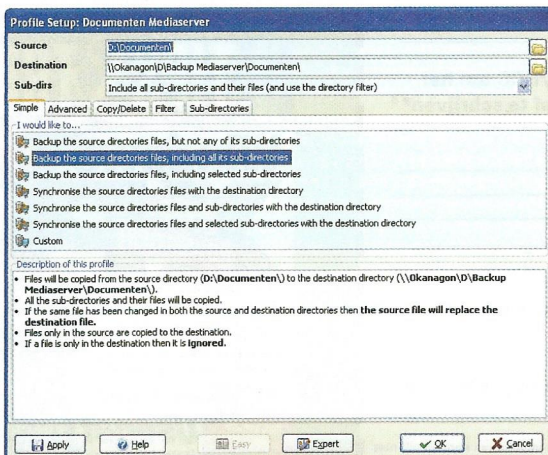 Profile Setup: Documenten Mediaserver
Source D:\Documenten\
Destination \\Okanagon\D\Backup Mediaserver\Documenten\
Sub-dirs Include all sub-directories and their files (and use the directory filter)
Simple Advanced Copy/Delete Filter Sub-directories
I would like to...
Backup the source directories files, but not any of its sub-directories
Backup the source directories files, including all its sub-directories
Backup the source directories files, including selected sub-directories
Synchronise the source directories files with the destination directory
Synchronise the source directories files and sub-directories with the destination directory
Synchronise the source directories files and selected sub-directories with the destination directory
Custom
Description of this profile
• Files will be copied from the source directory (D:\Documenten\) to the destination directory (\\Okanagon\D\Backup
Mediaserver\Documenten\).
• All the sub-directories and their files will be copied.
• If the same file has been changed in both the source and destination directories then the source file will replace the
destination file.
• Files only in the source are copied to the destination.
• If a file is only in the destination then it is ignored.
Apply Help Easy Expert OK Cancel